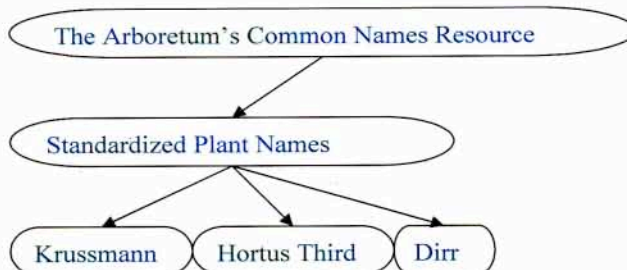 The Arboretum's Common Names Resource
Standardized Plant Names
Krussmann Hortus Third Dirr